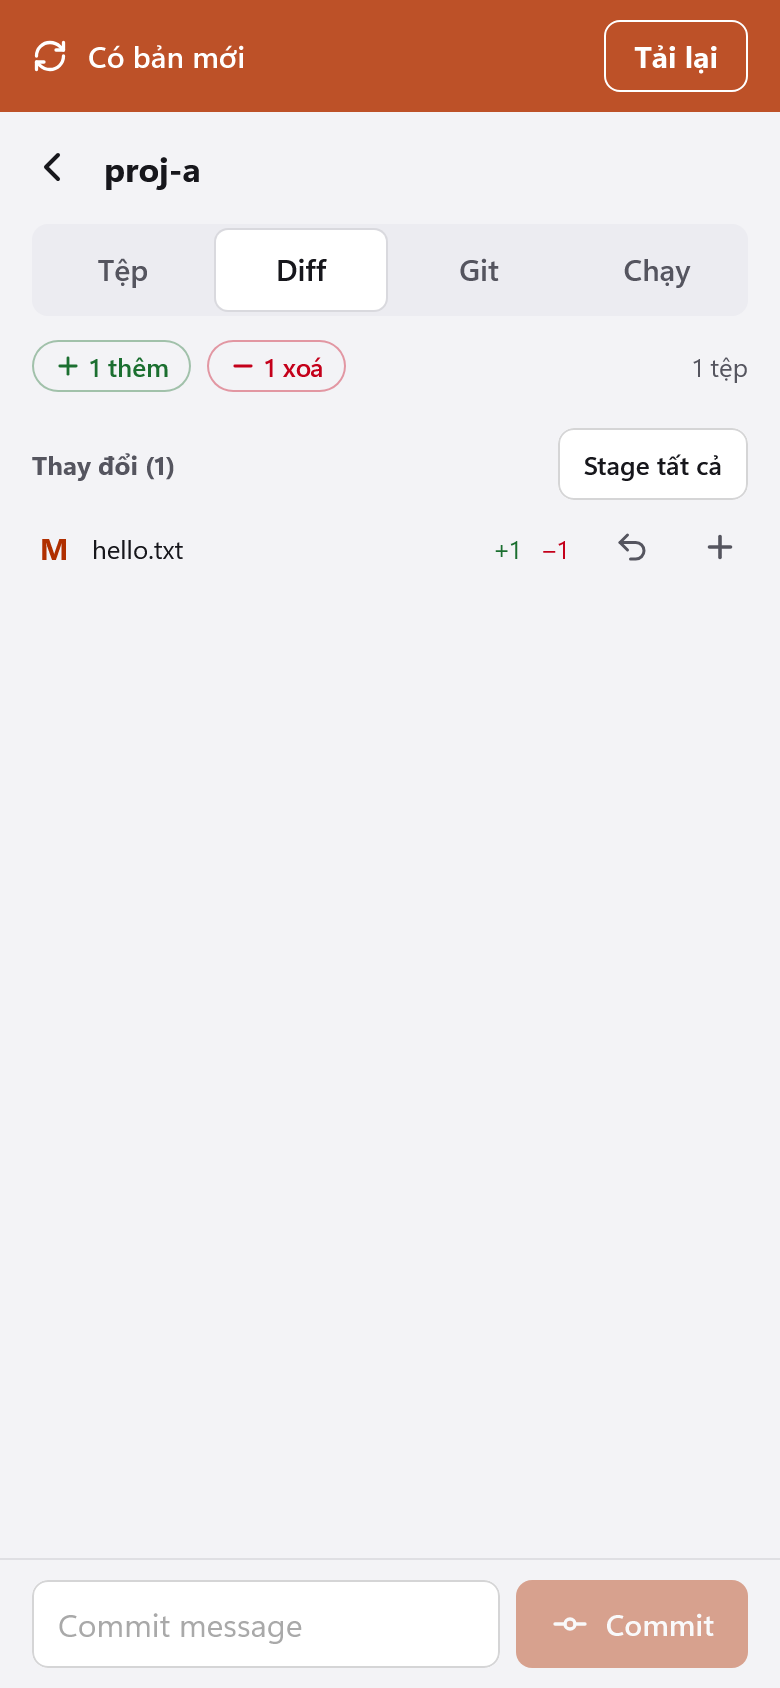 Có bản mới
Tải lại
proj-a
Tệp Diff Git Chạy
+ 1 thêm − 1 xoá 1 tệp
Thay đổi (1) Stage tất cả
M hello.txt +1 −1
Commit message Commit